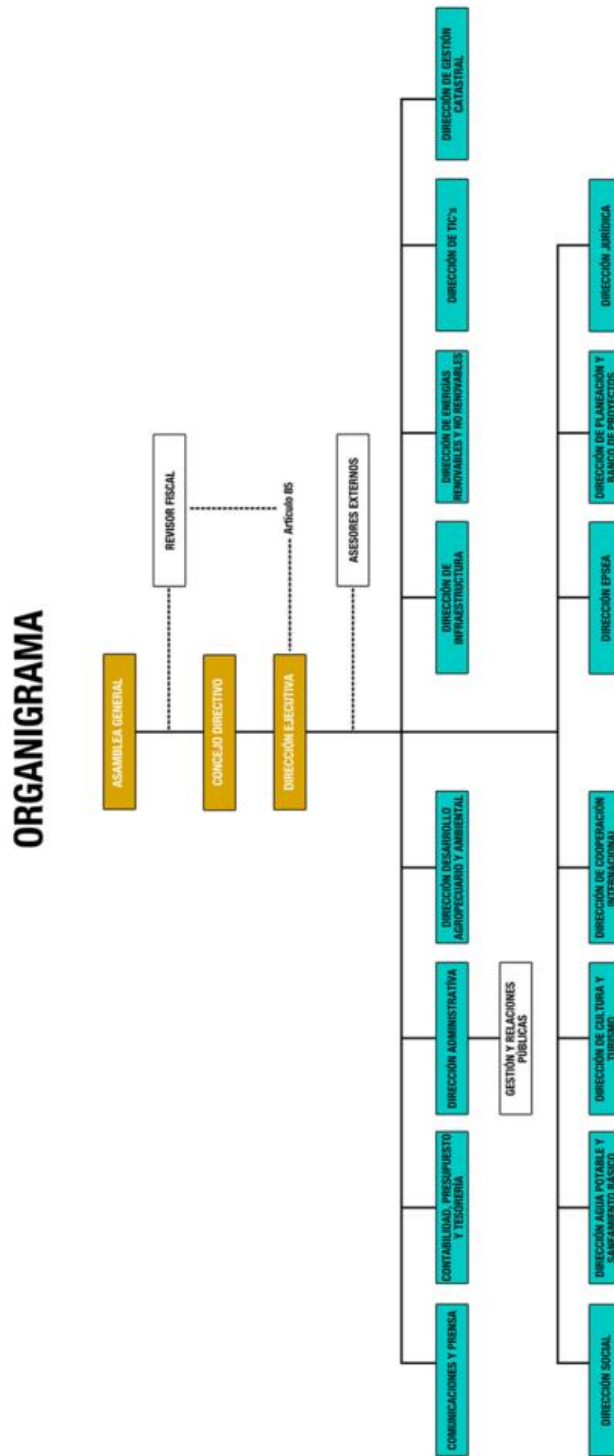 ORGANIGRAMA
ASAMBLEA GENERAL
REVISOR FISCAL
CONCEJO DIRECTIVO
DIRECCIÓN EJECUTIVA
Artículo 85
ASESORES EXTERNOS
COMUNICACIONES Y PRENSA
CONTABILIDAD, PRESUPUESTO
Y TESORERÍA
DIRECCIÓN ADMINISTRATÍVA
DIRECCIÓN DESARROLLO
AGROPECUARIO Y AMBIENTAL
DIRECCIÓN DE
INFRAESTRUCTURA
DIRECCIÓN DE ENERGÍAS
RENOVABLES Y NO RENOVABLES
DIRECCIÓN DE TIC's
DIRECCIÓN DE GESTIÓN
CATASTRAL
GESTIÓN Y RELACIONES
PÚBLICAS
DIRECCIÓN SOCIAL
DIRECCIÓN AGUA POTABLE Y
SANEAMIENTO BÁSICO
DIRECCIÓN DE CULTURA Y
TURISMO
DIRECCIÓN DE COOPERACIÓN
INTERNACIONAL
DIRECCIÓN EPSEA
DIRECCIÓN DE PLANEACIÓN Y
BANCO DE PROYECTOS
DIRECCIÓN JURÍDICA